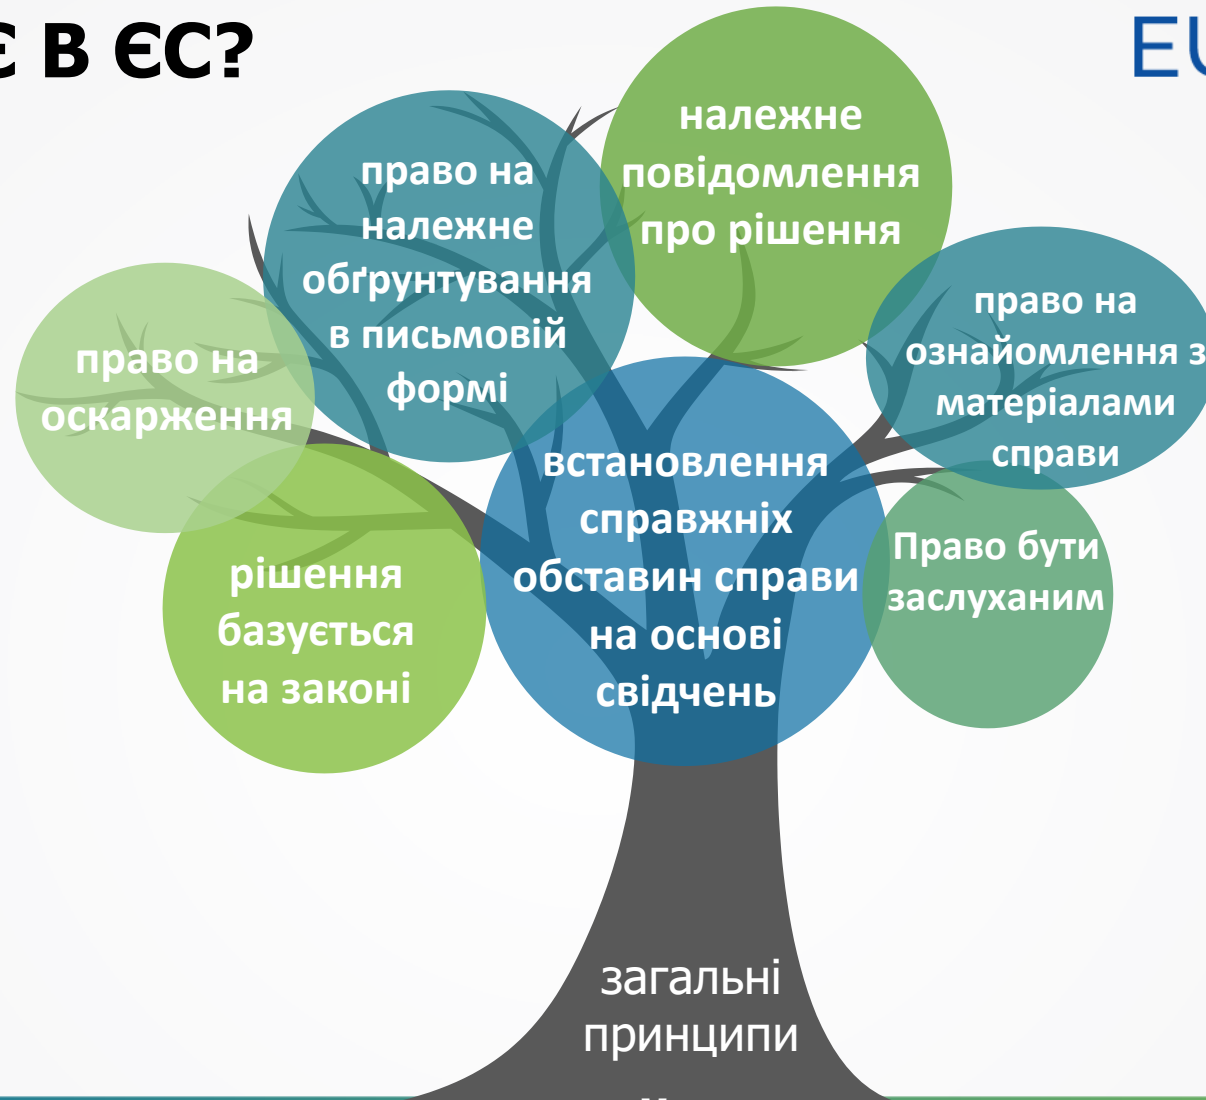 Є В ЄС?
EU
належне
повідомлення
про рішення
право на
належне
обґрунтування
в письмовій
формі
право на
ознайомлення з
матеріалами
справи
право на
оскарження
встановлення
справжніх
обставин справи
на основі
свідчень
Право бути
заслуханим
рішення
базується
на законі
загальні
принципи